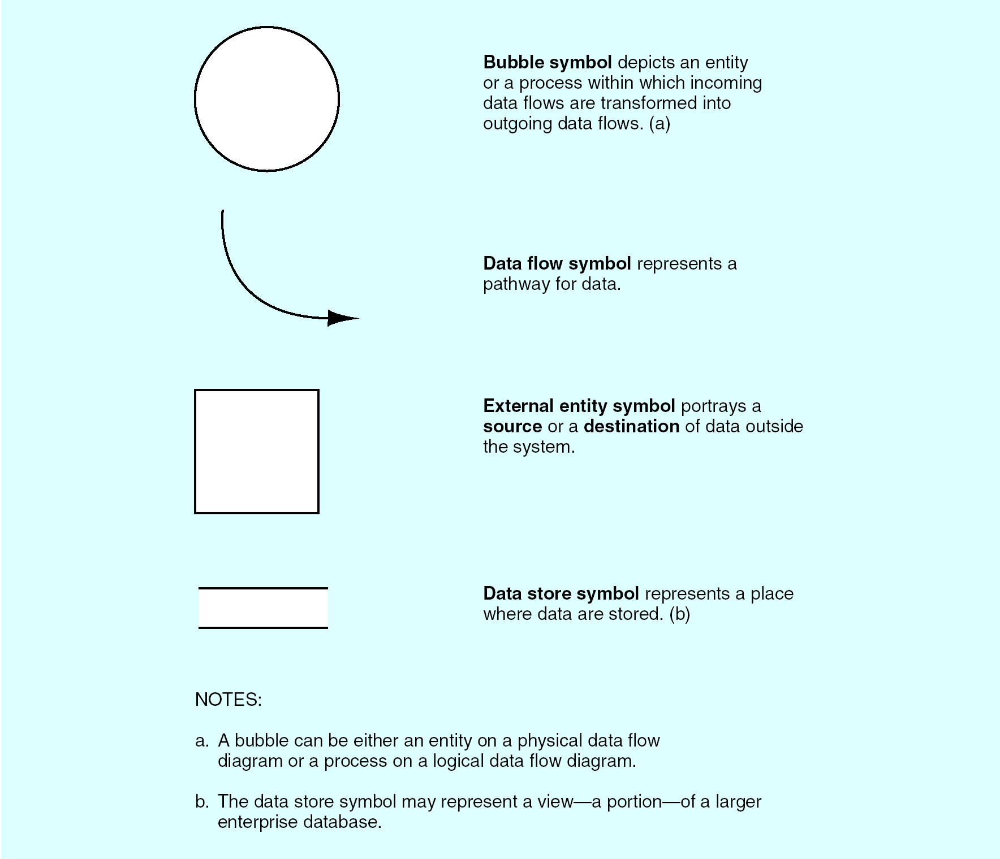 Bubble symbol depicts an entity
or a process within which incoming
data flows are transformed into
outgoing data flows. (a)
Data flow symbol represents a
pathway for data.
External entity symbol portrays a
source or a destination of data outside
the system.
Data store symbol represents a place
where data are stored. (b)
NOTES:
a. A bubble can be either an entity on a physical data flow
diagram or a process on a logical data flow diagram.
b. The data store symbol may represent a view—a portion—of a larger
enterprise database.